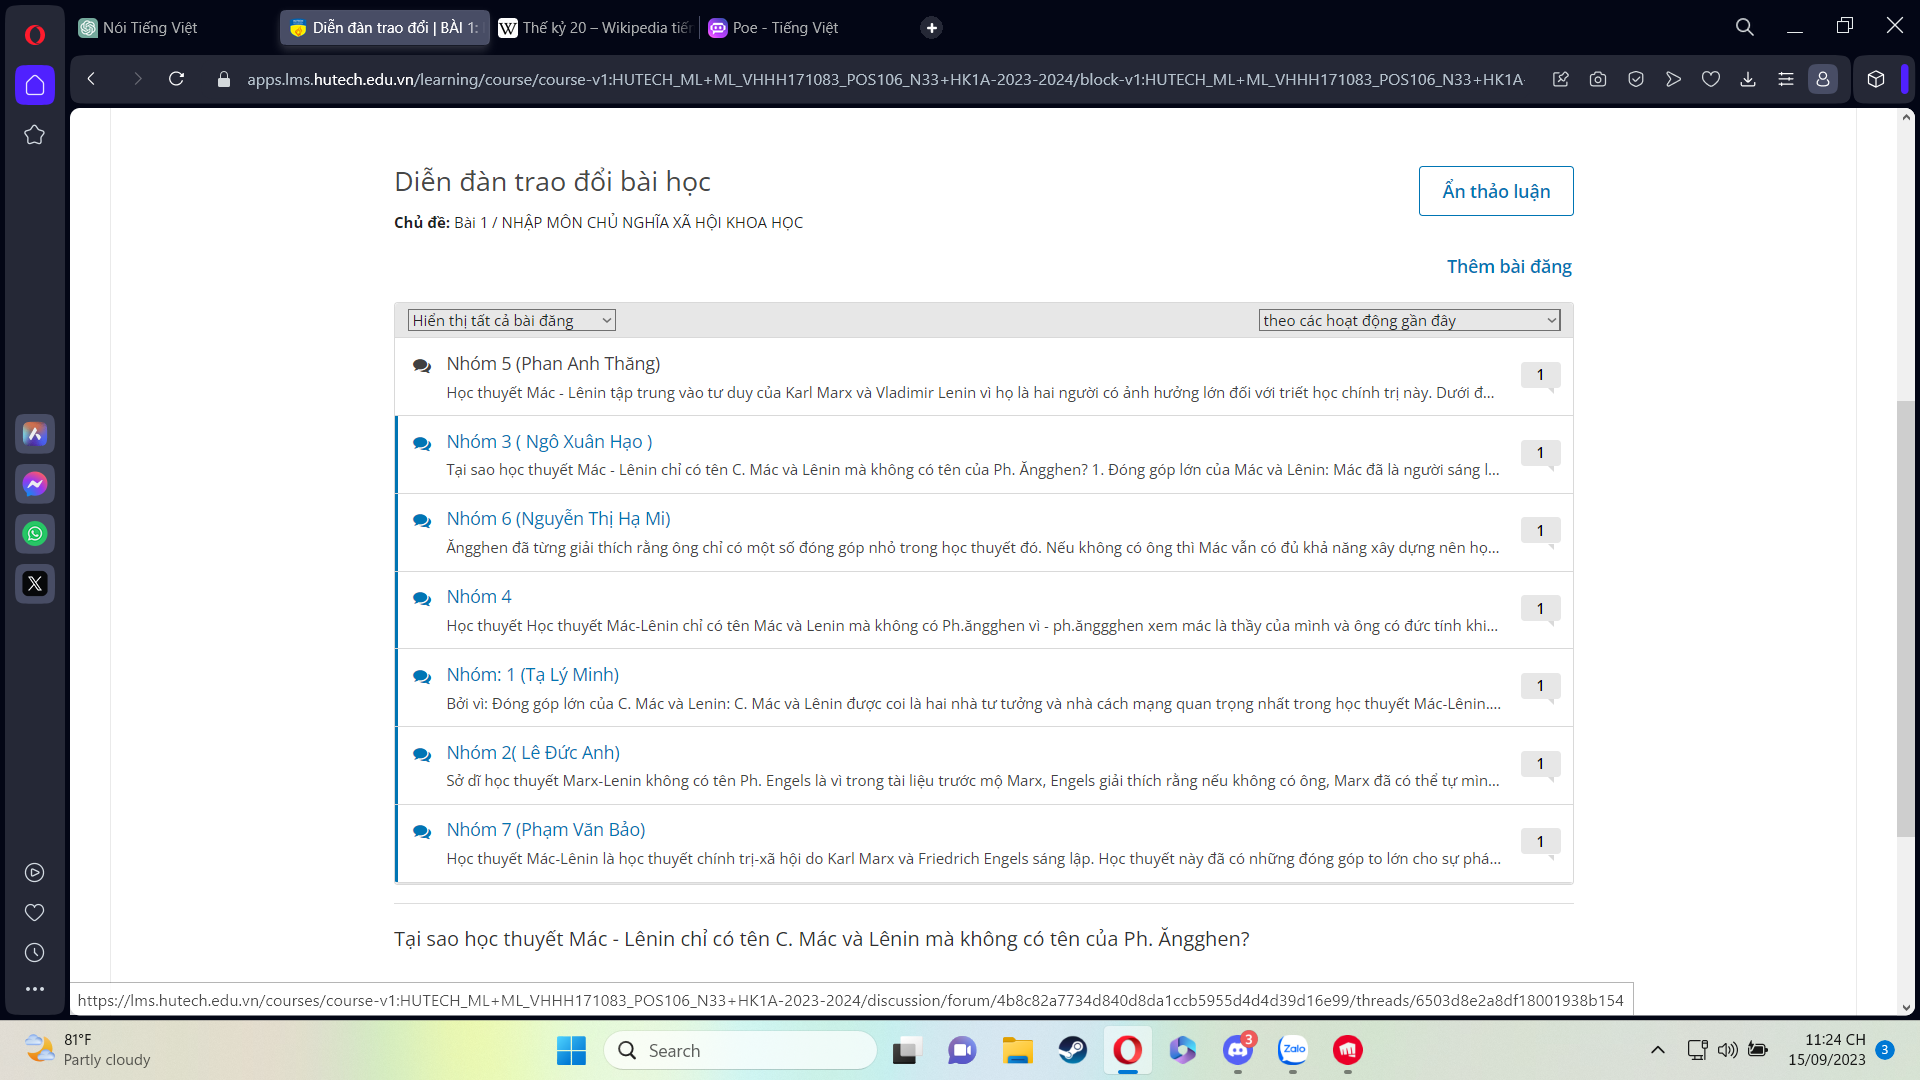 Nói Tiếng Việt
Diễn đàn trao đổi | BÀI 1:
Thế kỷ 20 – Wikipedia tiế
Poe - Tiếng Việt
apps.lms.hutech.edu.vn/learning/course/course-v1:HUTECH_ML+ML_VHHH171083_POS106_N33+HK1A-2023-2024/block-v1:HUTECH_ML+ML_VHHH171083_POS106_N33+HK1A-
Diễn đàn trao đổi bài học
Ẩn thảo luận
Chủ đề: Bài 1 / NHẬP MÔN CHỦ NGHĨA XÃ HỘI KHOA HỌC
Thêm bài đăng
Hiển thị tất cả bài đăng
theo các hoạt động gần đây
Nhóm 5 (Phan Anh Thăng)
1
Học thuyết Mác - Lênin tập trung vào tư duy của Karl Marx và Vladimir Lenin vì họ là hai người có ảnh hưởng lớn đối với triết học chính trị này. Dưới đ...
Nhóm 3 ( Ngô Xuân Hạo )
1
Tại sao học thuyết Mác - Lênin chỉ có tên C. Mác và Lênin mà không có tên của Ph. Ăngghen? 1. Đóng góp lớn của Mác và Lênin: Mác đã là người sáng l...
Nhóm 6 (Nguyễn Thị Hạ Mi)
1
Ăngghen đã từng giải thích rằng ông chỉ có một số đóng góp nhỏ trong học thuyết đó. Nếu không có ông thì Mác vẫn có đủ khả năng xây dựng nên họ...
Nhóm 4
1
Học thuyết Học thuyết Mác-Lênin chỉ có tên Mác và Lenin mà không có Ph.ăngghen vì - ph.ănggghen xem mác là thầy của mình và ông có đức tính khi...
Nhóm: 1 (Tạ Lý Minh)
1
Bởi vì: Đóng góp lớn của C. Mác và Lenin: C. Mác và Lênin được coi là hai nhà tư tưởng và nhà cách mạng quan trọng nhất trong học thuyết Mác-Lênin....
Nhóm 2( Lê Đức Anh)
1
Sở dĩ học thuyết Marx-Lenin không có tên Ph. Engels là vì trong tài liệu trước mộ Marx, Engels giải thích rằng nếu không có ông, Marx đã có thể tự mìn...
Nhóm 7 (Phạm Văn Bảo)
1
Học thuyết Mác-Lênin là học thuyết chính trị-xã hội do Karl Marx và Friedrich Engels sáng lập. Học thuyết này đã có những đóng góp to lớn cho sự phá...
Tại sao học thuyết Mác - Lênin chỉ có tên C. Mác và Lênin mà không có tên của Ph. Ăngghen?
https://lms.hutech.edu.vn/courses/course-v1:HUTECH_ML+ML_VHHH171083_POS106_N33+HK1A-2023-2024/discussion/forum/4b8c82a7734d840d8da1ccb5955d4d4d39d16e99/threads/6503d8e2a8df18001938b154
81°F
Partly cloudy
Search
3
Zalo
11:24 CH
15/09/2023
3